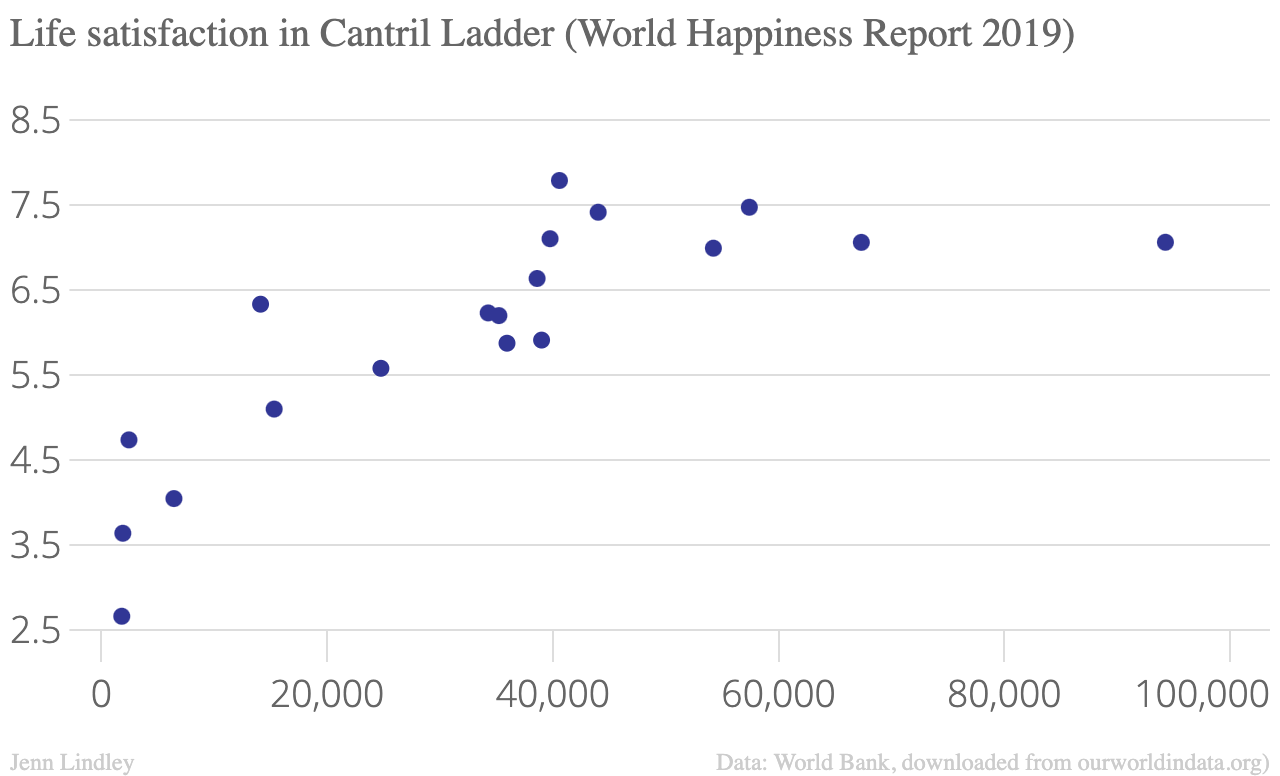 Life satisfaction in Cantril Ladder (World Happiness Report 2019)
8.5
7.5
6.5
5.5
4.5
3.5
2.5
0 20,000 40,000 60,000 80,000 100,000
Jenn Lindley Data: World Bank, downloaded from ourworldindata.org)